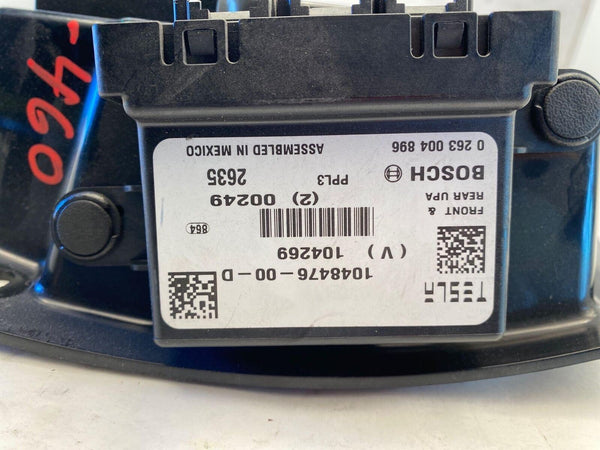 -460
TESLA
1048476-00-D
(V) 104269
FRONT &
REAR UPA
864
(2) 00249
BOSCH
PPL3
2635
0 263 004 896
ASSEMBLED IN MEXICO